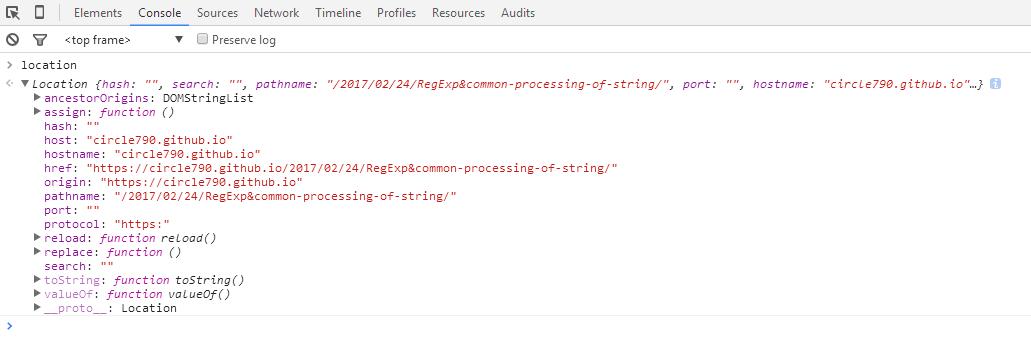 Elements Console Sources Network Timeline Profiles Resources Audits
<top frame> ▼ Preserve log
> location
▼Location {hash: "", search: "", pathname: "/2017/02/24/RegExp&common-processing-of-string/", port: "", hostname: "circle790.github.io"…} i
▶ancestorOrigins: DOMStringList
▶assign: function ()
hash: ""
host: "circle790.github.io"
hostname: "circle790.github.io"
href: "https://circle790.github.io/2017/02/24/RegExp&common-processing-of-string/"
origin: "https://circle790.github.io"
pathname: "/2017/02/24/RegExp&common-processing-of-string/"
port: ""
protocol: "https:"
▶reload: function reload()
▶replace: function ()
search: ""
▶toString: function toString()
▶valueOf: function valueOf()
▶__proto__: Location
>